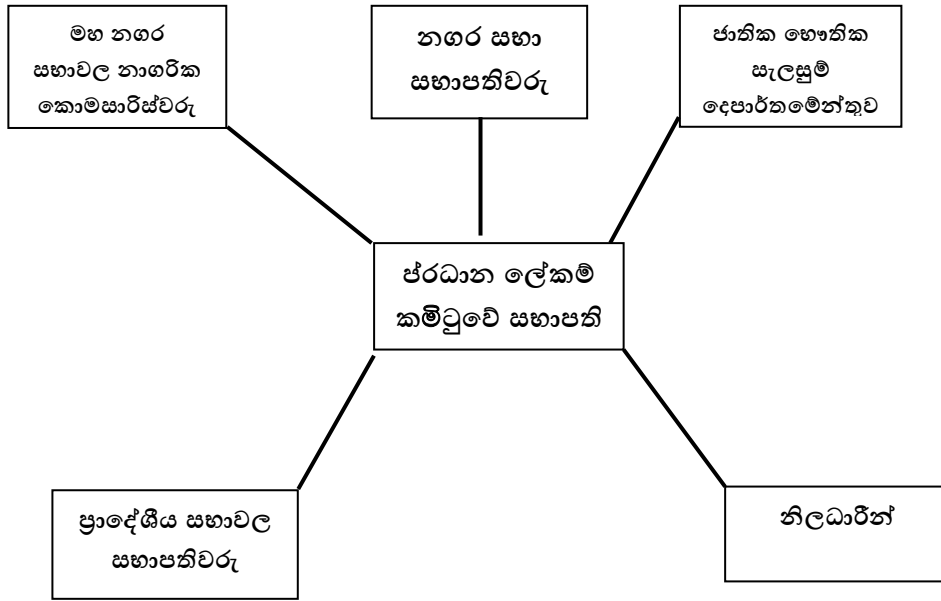 මහ නගර
සභාවල නාගරික
කොමසාරිස්වරු
නගර සභා
සභාපතිවරු
ජාතික භෞතික
සැලසුම්
දෙපාර්තමේන්තුව
ප්රධාන ලේකම්
කමිටුවේ සභාපති
ප්‍රාදේශීය සභාවල
සභාපතිවරු
නිලධාරීන්